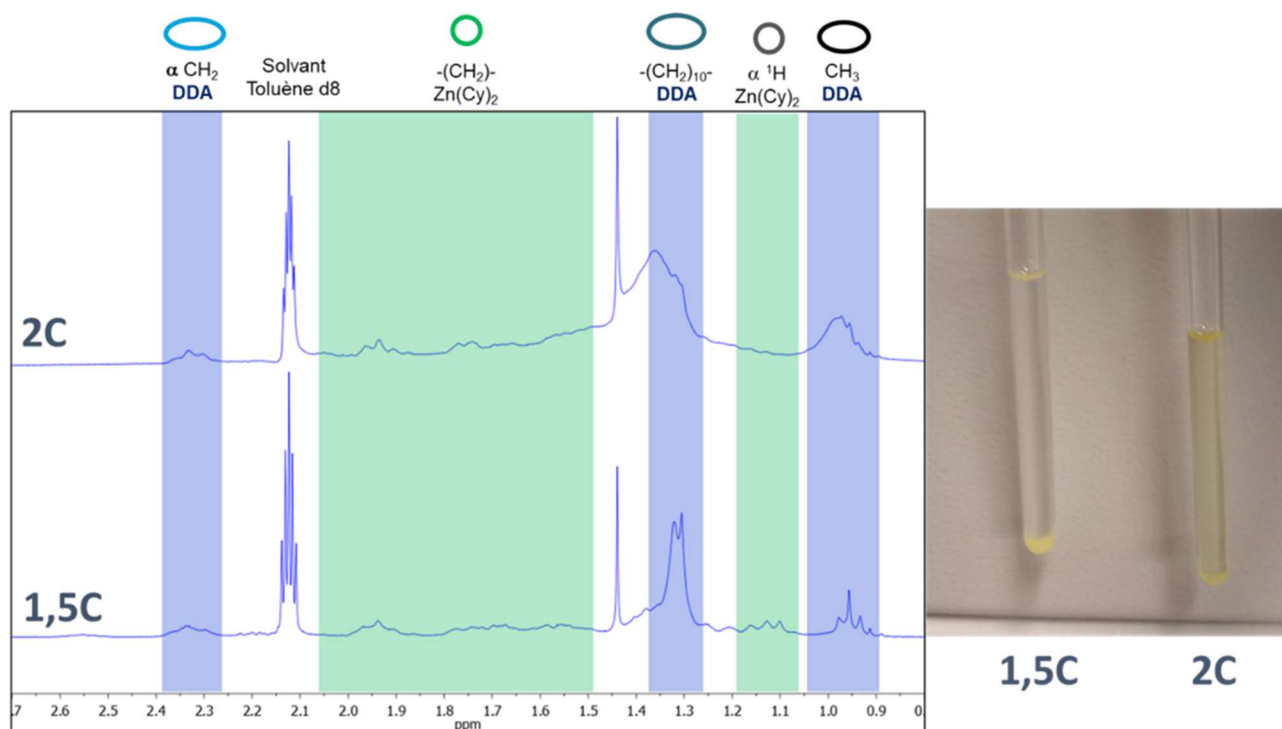 α CH₂
DDA
Solvant
Toluène d8
-(CH₂)-
Zn(Cy)₂
-(CH₂)₁₀-
DDA
α ¹H
Zn(Cy)₂
CH₃
DDA
2C
1,5C
.7 2.6 2.5 2.4 2.3 2.2 2.1 2.0 1.9 1.8 1.7 1.6 1.5 1.4 1.3 1.2 1.1 1.0 0.9 0.
ppm
1,5C 2C